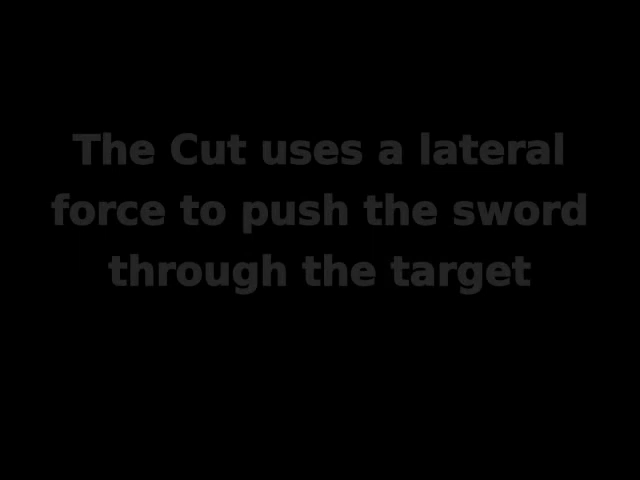 The Cut uses a lateral
force to push the sword
through the target